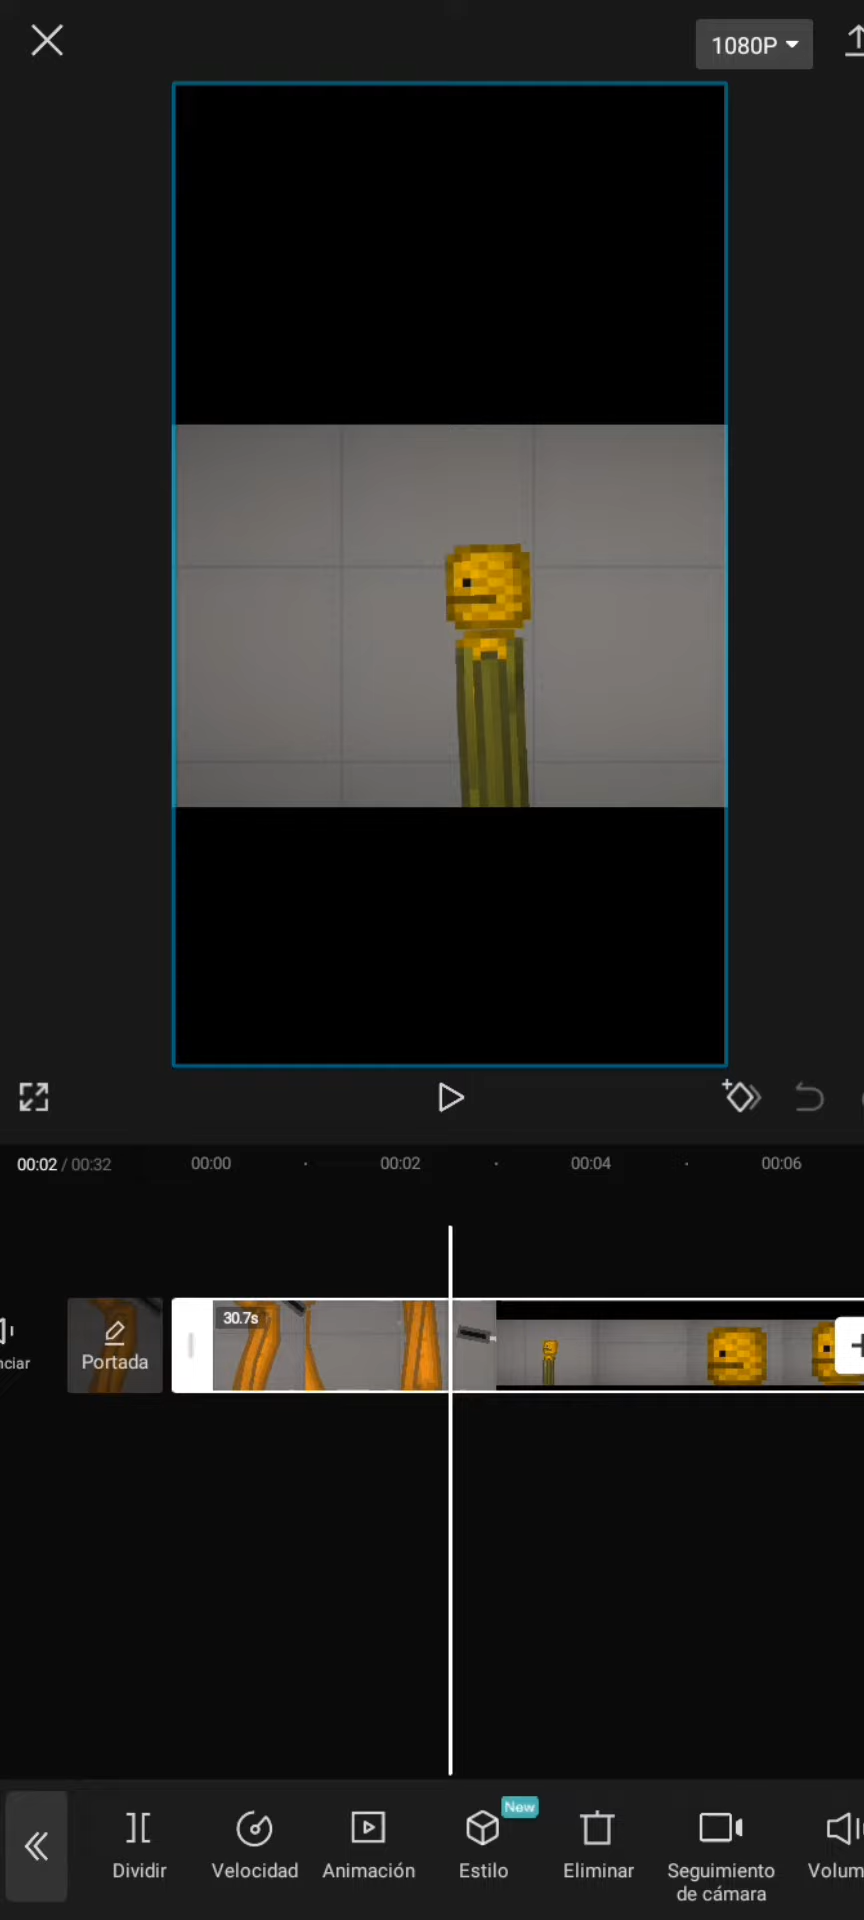 1080P
00:02 / 00:32
00:00
00:02
00:04
00:06
30.7s
Portada
New
Dividir
Velocidad
Animación
Estilo
Eliminar
Seguimiento
de cámara